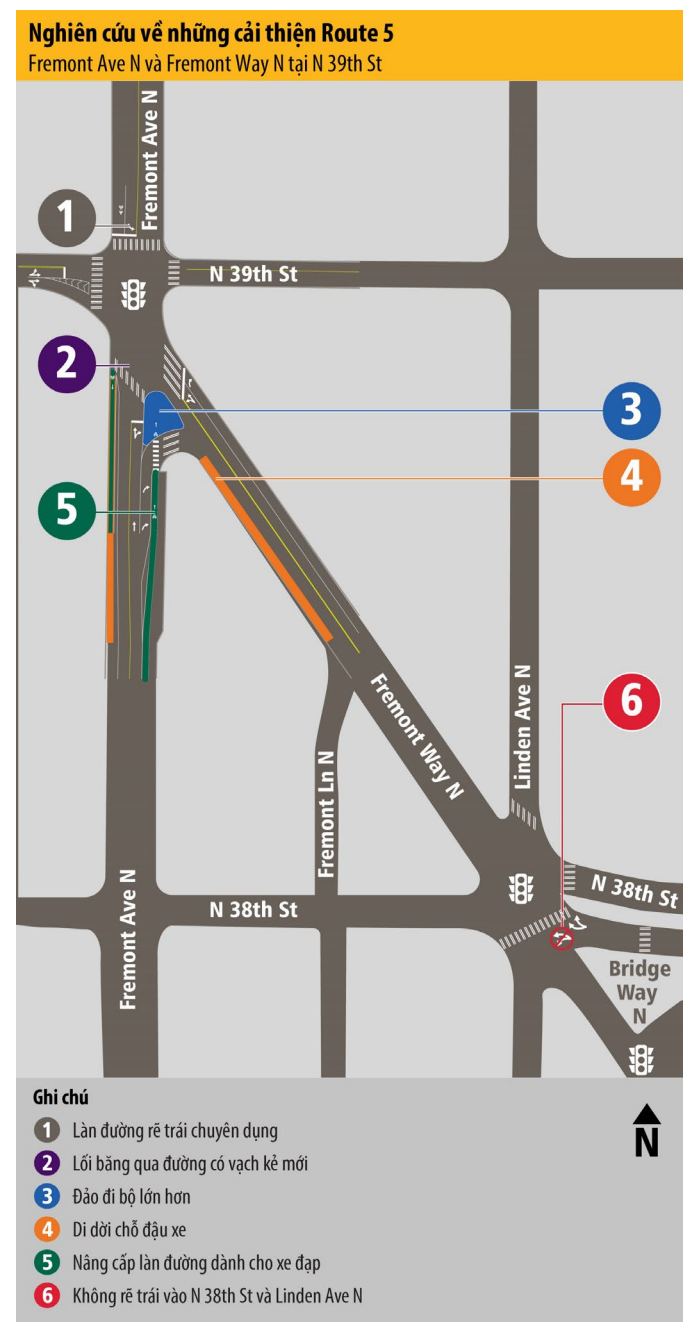 Nghiên cứu về những cải thiện Route 5
Fremont Ave N và Fremont Way N tại N 39th St
Fremont Ave N
1
N 39th St
2
3
4
5
6
Fremont Way N
Linden Ave N
Fremont Ln N
Fremont Ave N
N 38th St
N 38th St
Bridge
Way
N
Ghi chú
1 Làn đường rẽ trái chuyên dụng
2 Lối băng qua đường có vạch kẻ mới
3 Đảo đi bộ lớn hơn
4 Di dời chỗ đậu xe
5 Nâng cấp làn đường dành cho xe đạp
6 Không rẽ trái vào N 38th St và Linden Ave N
N